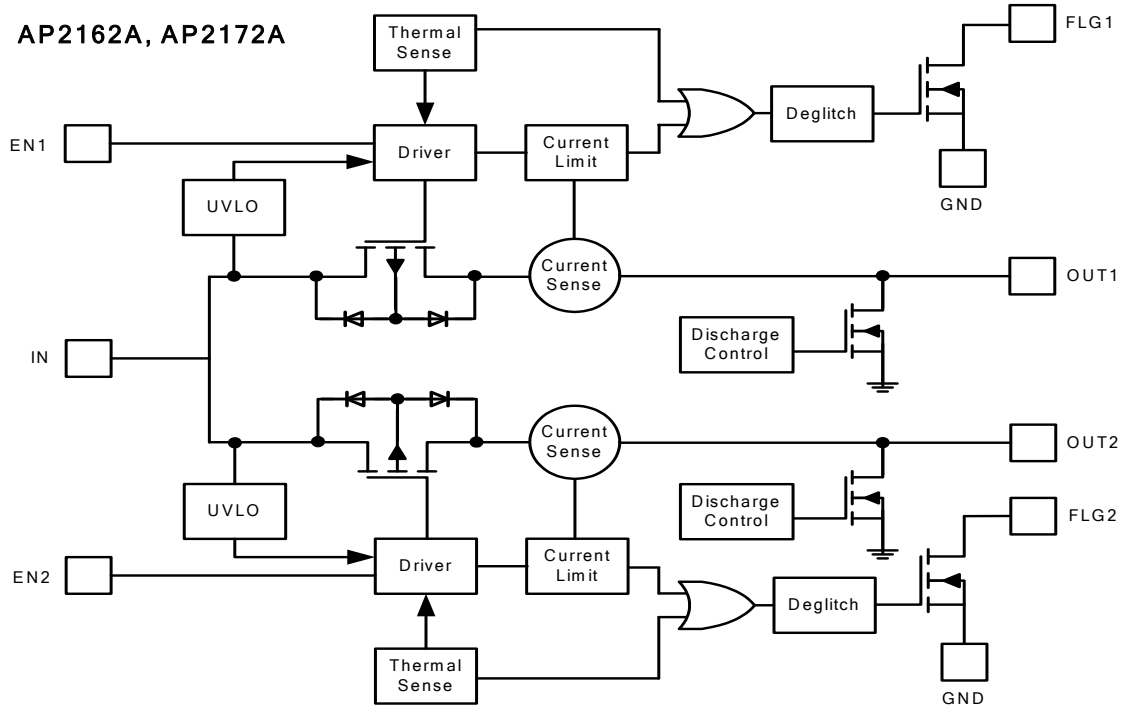 AP2162A, AP2172A
Thermal
Sense
FLG1
Deglitch
EN1
Driver
Current
Limit
UVLO
GND
Current
Sense
OUT1
IN
Discharge
Control
Current
Sense
OUT2
UVLO
Discharge
Control
FLG2
Driver
Current
Limit
EN2
Deglitch
Thermal
Sense
GND